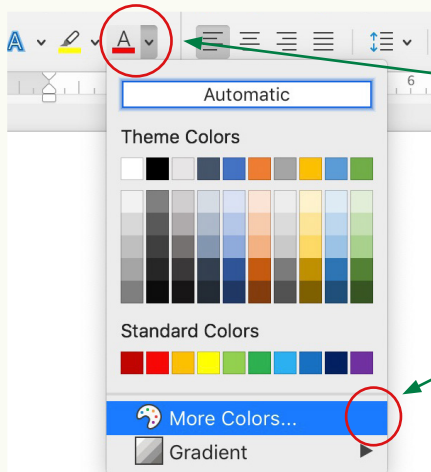 A A
6
Automatic
Theme Colors
Standard Colors
More Colors...
Gradient